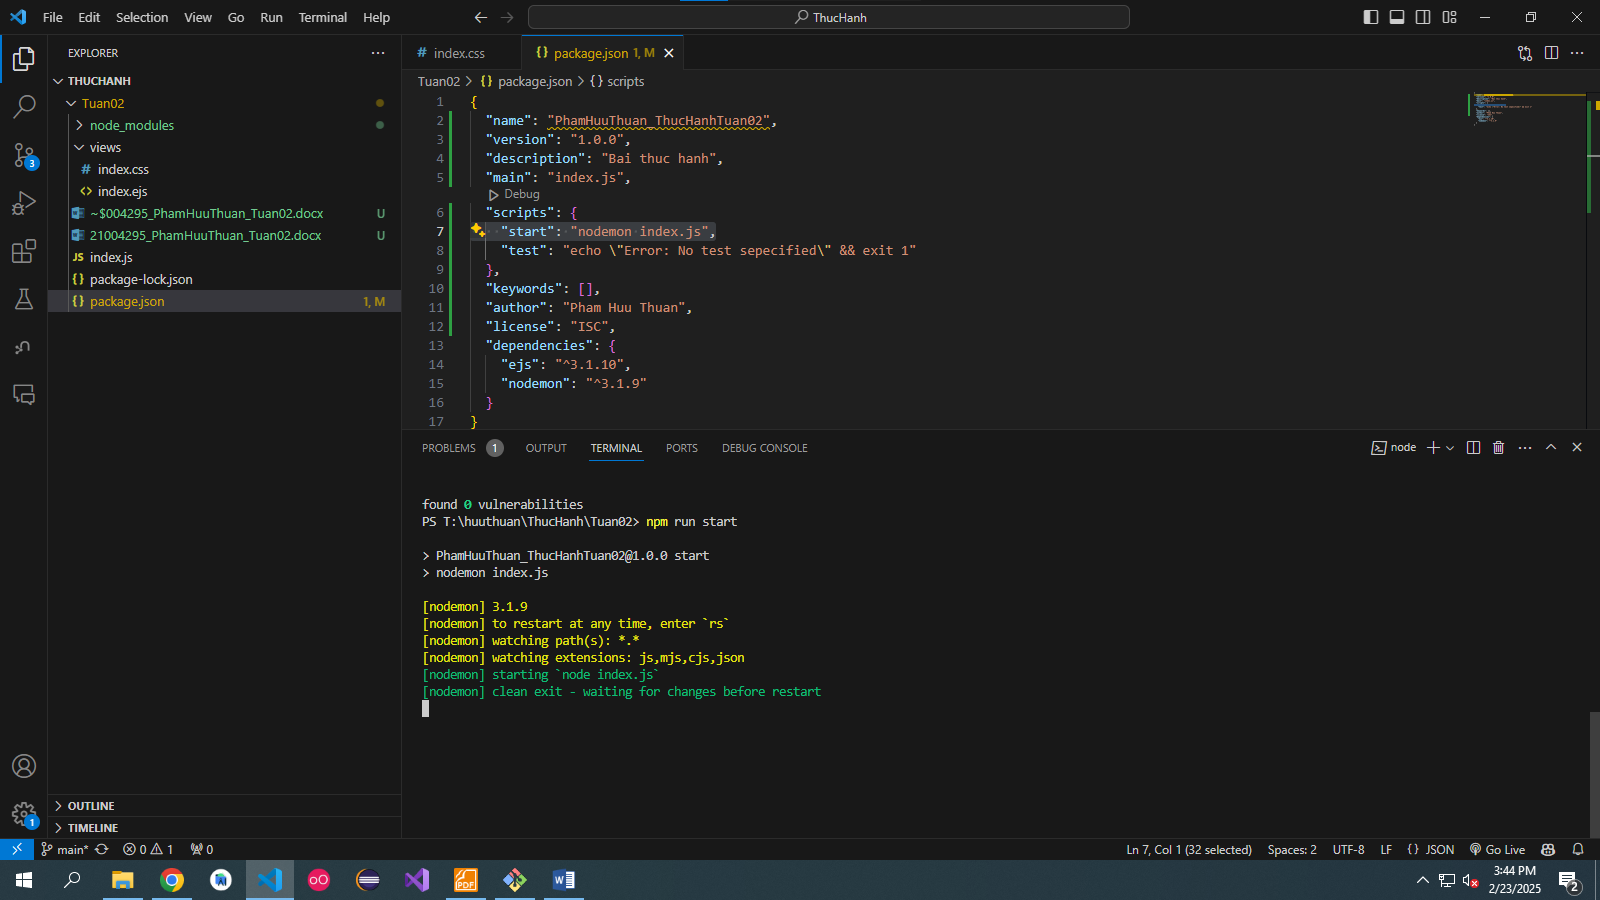 File Edit Selection View Go Run Terminal Help
ThucHanh
EXPLORER
THUCHANH
Tuan02
node_modules
views
# index.css
<> index.ejs
~$004295_PhamHuuThuan_Tuan02.docx U
21004295_PhamHuuThuan_Tuan02.docx U
JS index.js
{} package-lock.json
{} package.json 1, M
OUTLINE
TIMELINE
3
1
# index.css
{} package.json 1, M
Tuan02 > {} package.json > {} scripts
1 {
2 "name": "PhamHuuThuan_ThucHanhTuan02",
3 "version": "1.0.0",
4 "description": "Bai thuc hanh",
5 "main": "index.js",
Debug
6 "scripts": {
7 "start": "nodemon index.js",
8 "test": "echo \"Error: No test sepecified\" && exit 1"
9 },
10 "keywords": [],
11 "author": "Pham Huu Thuan",
12 "license": "ISC",
13 "dependencies": {
14 "ejs": "^3.1.10",
15 "nodemon": "^3.1.9"
16 }
17 }
PROBLEMS 1 OUTPUT TERMINAL PORTS DEBUG CONSOLE
node
found 0 vulnerabilities
PS T:\huuthuan\ThucHanh\Tuan02> npm run start
> PhamHuuThuan_ThucHanhTuan02@1.0.0 start
> nodemon index.js
[nodemon] 3.1.9
[nodemon] to restart at any time, enter `rs`
[nodemon] watching path(s): *.*
[nodemon] watching extensions: js,mjs,cjs,json
[nodemon] starting `node index.js`
[nodemon] clean exit - waiting for changes before restart
main* 0 1 0
Ln 7, Col 1 (32 selected) Spaces: 2 UTF-8 LF {} JSON Go Live
PDF
3:44 PM
2/23/2025
2